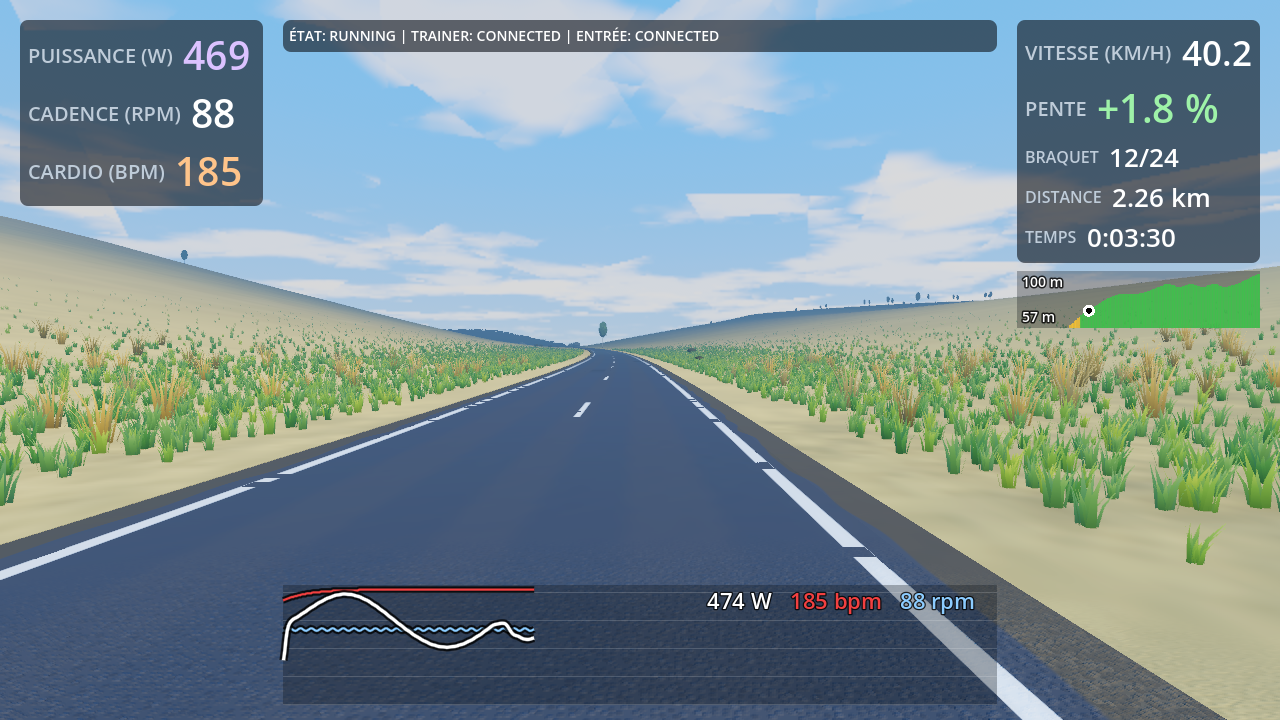 PUISSANCE (W) 469
CADENCE (RPM) 88
CARDIO (BPM) 185
ÉTAT: RUNNING | TRAINER: CONNECTED | ENTRÉE: CONNECTED
VITESSE (KM/H) 40.2
PENTE +1.8 %
BRAQUET 12/24
DISTANCE 2.26 km
TEMPS 0:03:30
100 m
57 m
474 W 185 bpm 88 rpm